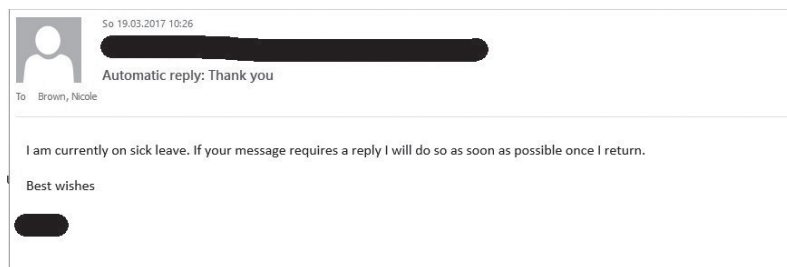 So 19.03.2017 10:26
Automatic reply: Thank you
To Brown, Nicole
I am currently on sick leave. If your message requires a reply I will do so as soon as possible once I return.
Best wishes